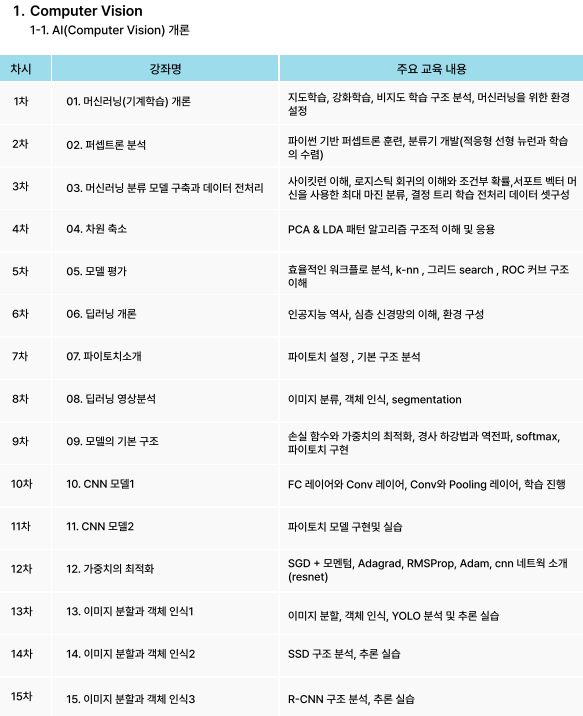 1. Computer Vision
1-1. AI(Computer Vision) 개론
차시 강좌명 주요 교육 내용
1차 01. 머신러닝(기계학습) 개론 지도학습, 강화학습, 비지도 학습 구조 분석, 머신러닝을 위한 환경
설정
2차 02. 퍼셉트론 분석 파이썬 기반 퍼셉트론 훈련, 분류기 개발(적응형 선형 뉴런과 학습
의 수렴)
3차 03. 머신러닝 분류 모델 구축과 데이터 전처리 사이킷런 이해, 로지스틱 회귀의 이해와 조건부 확률,서포트 벡터 머
신을 사용한 최대 마진 분류, 결정 트리 학습 전처리 데이터 셋구성
4차 04. 차원 축소 PCA & LDA 패턴 알고리즘 구조적 이해 및 응용
5차 05. 모델 평가 효율적인 워크플로 분석, k-nn , 그리드 search , ROC 커브 구조
이해
6차 06. 딥러닝 개론 인공지능 역사, 심층 신경망의 이해, 환경 구성
7차 07. 파이토치소개 파이토치 설정 , 기본 구조 분석
8차 08. 딥러닝 영상분석 이미지 분류, 객체 인식, segmentation
9차 09. 모델의 기본 구조 손실 함수와 가중치의 최적화, 경사 하강법과 역전파, softmax,
파이토치 구현
10차 10. CNN 모델1 FC 레이어와 Conv 레이어, Conv와 Pooling 레이어, 학습 진행
11차 11. CNN 모델2 파이토치 모델 구현및 실습
12차 12. 가중치의 최적화 SGD + 모멘텀, Adagrad, RMSProp, Adam, cnn 네트웍 소개
(resnet)
13차 13. 이미지 분할과 객체 인식1 이미지 분할, 객체 인식, YOLO 분석 및 추론 실습
14차 14. 이미지 분할과 객체 인식2 SSD 구조 분석, 추론 실습
15차 15. 이미지 분할과 객체 인식3 R-CNN 구조 분석, 추론 실습